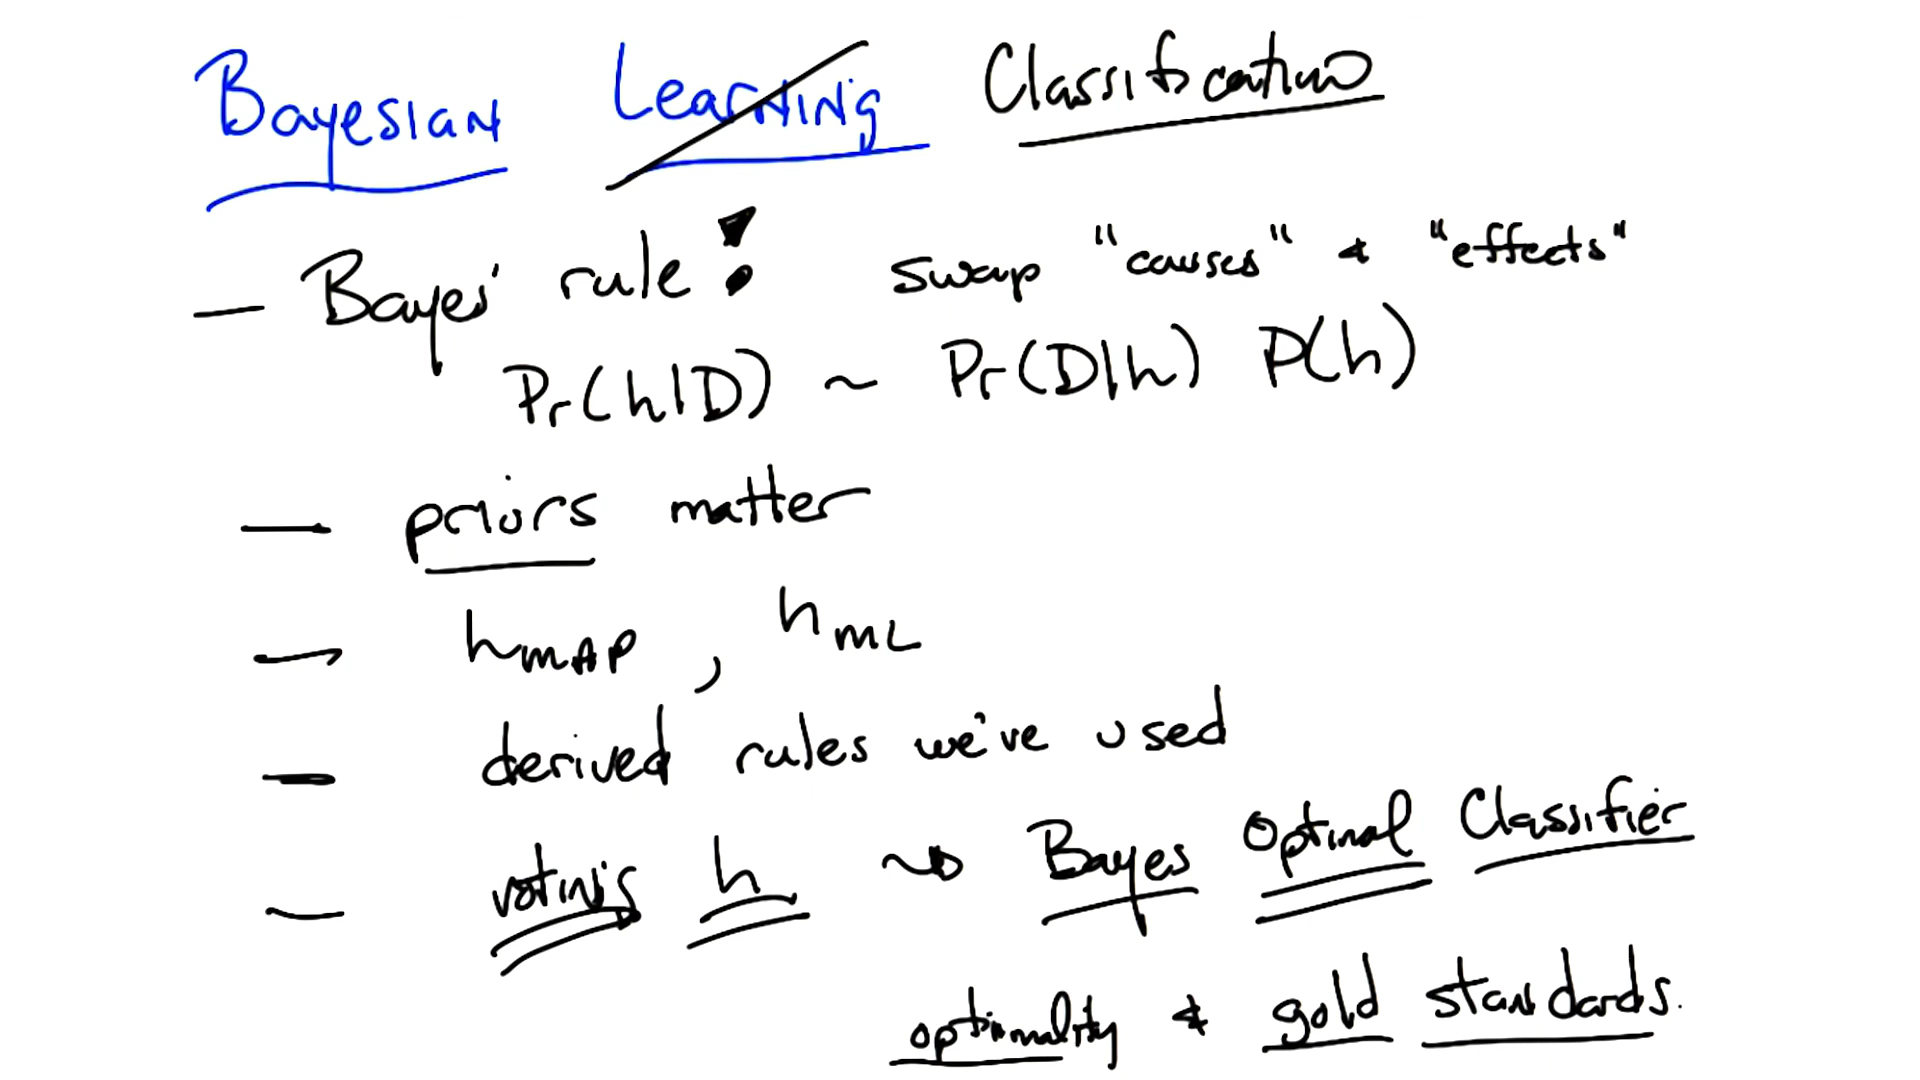 Bayesian Learning Classification
— Bayes' rule! swap "causes" & "effects"
Pr(h|D) ~ Pr(D|h) P(h)
— priors matter
— hMAP, hML
— derived rules we've used
— voting h ⇝ Bayes Optimal Classifier
optimality & gold standards.